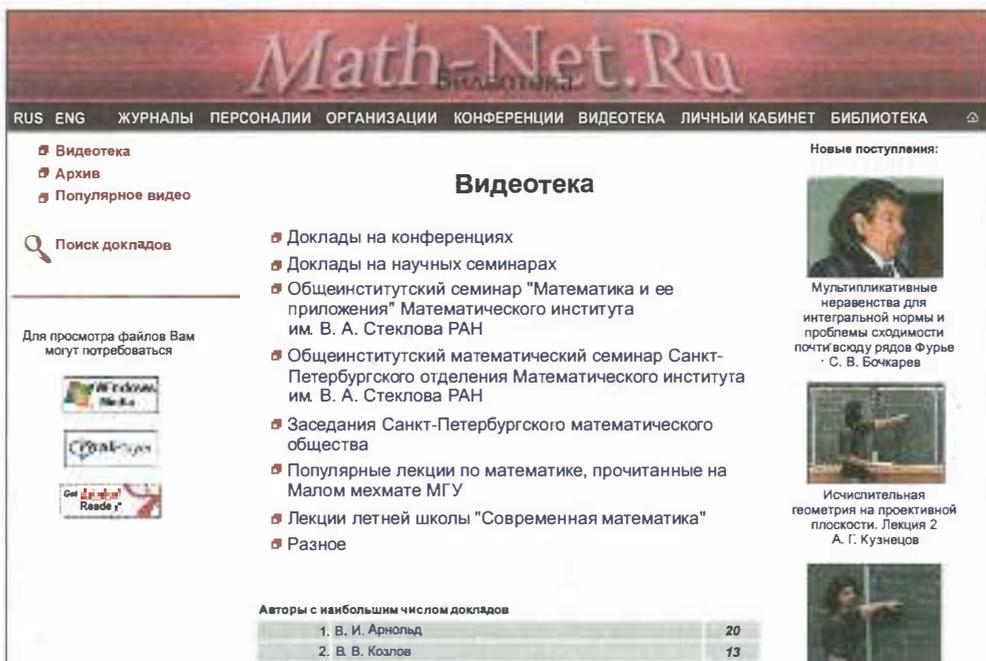 Math-Net.Ru
Видеотека
RUS ENG ЖУРНАЛЫ ПЕРСОНАЛИИ ОРГАНИЗАЦИИ КОНФЕРЕНЦИИ ВИДЕОТЕКА ЛИЧНЫЙ КАБИНЕТ БИБЛИОТЕКА
Видеотека
Архив
Популярное видео
Поиск докладов
Для просмотра файлов Вам
могут потребоваться
Windows
Media
Get
Reader
Видеотека
Доклады на конференциях
Доклады на научных семинарах
Общеинститутский семинар "Математика и ее
приложения" Математического института
им. В. А. Стеклова РАН
Общеинститутский математический семинар Санкт-
Петербургского отделения Математического института
им. В. А. Стеклова РАН
Заседания Санкт-Петербургского математического
общества
Популярные лекции по математике, прочитанные на
Малом мехмате МГУ
Лекции летней школы "Современная математика"
Разное
Авторы с наибольшим числом докладов
1. В. И. Арнольд 20
2. В. В. Козлов 13
Новые поступления:
Мультипликативные
неравенства для
интегральной нормы и
проблемы сходимости
почти всюду рядов Фурье
С. В. Бочкарев
Исчислительная
геометрия на проективной
плоскости. Лекция 2
А. Г. Кузнецов